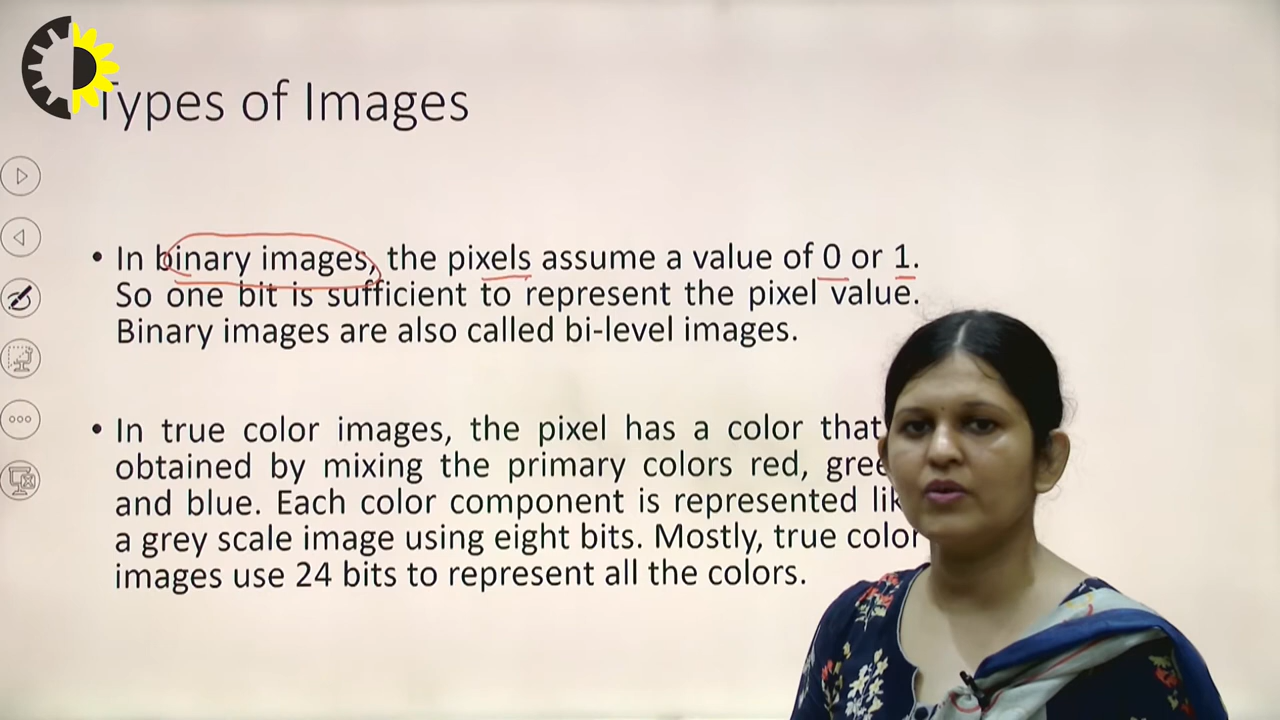 Types of Images
• In binary images, the pixels assume a value of 0 or 1.
So one bit is sufficient to represent the pixel value.
Binary images are also called bi-level images.
• In true color images, the pixel has a color that
obtained by mixing the primary colors red,
and blue. Each color component is represented
a grey scale image using eight bits. Mostly, true color
images use 24 bits to represent all the colors.